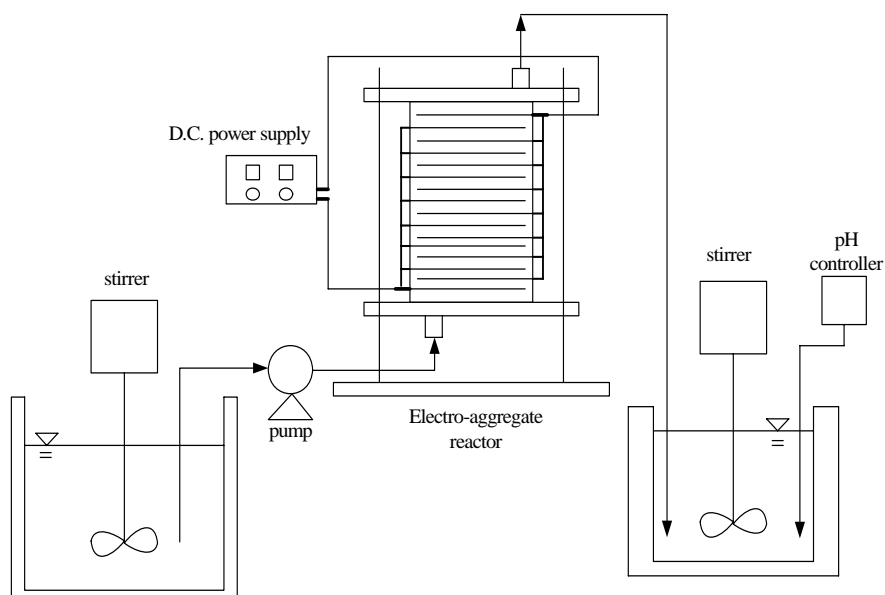 D.C. power supply
stirrer
pump
Electro-aggregate
reactor
stirrer
pH
controller